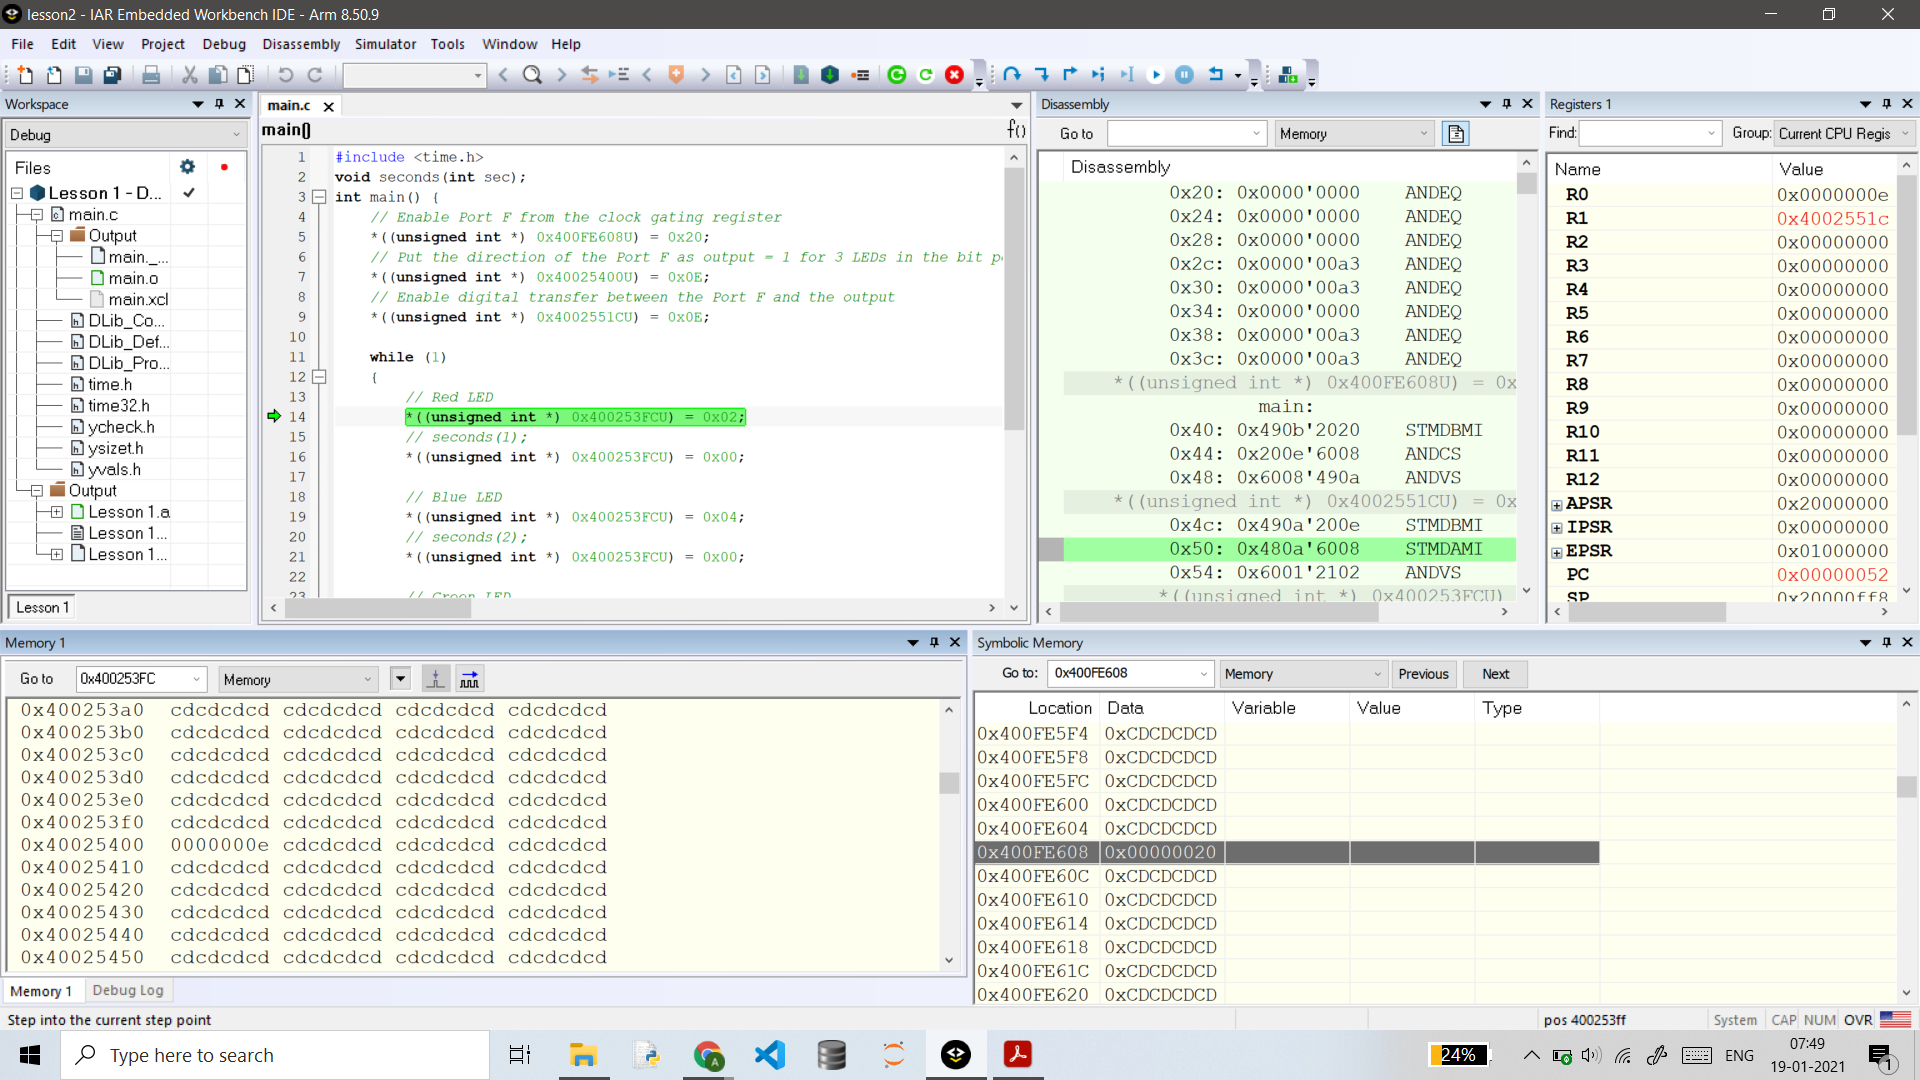 lesson2 - IAR Embedded Workbench IDE - Arm 8.50.9
File Edit View Project Debug Disassembly Simulator Tools Window Help
Workspace
Debug
Files
Lesson 1 - D...
main.c
Output
main._...
main.o
main.xcl
DLib_Co...
DLib_Def...
DLib_Pro...
time.h
time32.h
ycheck.h
ysizet.h
yvals.h
Output
Lesson 1.a
Lesson 1...
Lesson 1...
Lesson 1
main.c
main()
f()
1 #include <time.h>
2 void seconds(int sec);
3 int main() {
4 // Enable Port F from the clock gating register
5 *((unsigned int *) 0x400FE608U) = 0x20;
6 // Put the direction of the Port F as output = 1 for 3 LEDs in the bit p
7 *((unsigned int *) 0x40025400U) = 0x0E;
8 // Enable digital transfer between the Port F and the output
9 *((unsigned int *) 0x4002551CU) = 0x0E;
10
11 while (1)
12 {
13 // Red LED
14 *((unsigned int *) 0x400253FCU) = 0x02;
15 // seconds(1);
16 *((unsigned int *) 0x400253FCU) = 0x00;
17
18 // Blue LED
19 *((unsigned int *) 0x400253FCU) = 0x04;
20 // seconds(2);
21 *((unsigned int *) 0x400253FCU) = 0x00;
22
23 // Green LED
Disassembly
Go to Memory
Disassembly
0x20: 0x0000'0000 ANDEQ
0x24: 0x0000'0000 ANDEQ
0x28: 0x0000'0000 ANDEQ
0x2c: 0x0000'00a3 ANDEQ
0x30: 0x0000'00a3 ANDEQ
0x34: 0x0000'0000 ANDEQ
0x38: 0x0000'00a3 ANDEQ
0x3c: 0x0000'00a3 ANDEQ
*((unsigned int *) 0x400FE608U) = 0x
main:
0x40: 0x490b'2020 STMDBMI
0x44: 0x200e'6008 ANDCS
0x48: 0x6008'490a ANDVS
*((unsigned int *) 0x4002551CU) = 0x
0x4c: 0x490a'200e STMDBMI
0x50: 0x480a'6008 STMDAMI
0x54: 0x6001'2102 ANDVS
*((unsigned int *) 0x400253FCU)
Registers 1
Find: Group: Current CPU Regis
Name Value
R0 0x0000000e
R1 0x4002551c
R2 0x00000000
R3 0x00000000
R4 0x00000000
R5 0x00000000
R6 0x00000000
R7 0x00000000
R8 0x00000000
R9 0x00000000
R10 0x00000000
R11 0x00000000
R12 0x00000000
APSR 0x20000000
IPSR 0x00000000
EPSR 0x01000000
PC 0x00000052
SP 0x20000ff8
Memory 1
Go to 0x400253FC Memory
0x400253a0 cdcdcdcd cdcdcdcd cdcdcdcd cdcdcdcd
0x400253b0 cdcdcdcd cdcdcdcd cdcdcdcd cdcdcdcd
0x400253c0 cdcdcdcd cdcdcdcd cdcdcdcd cdcdcdcd
0x400253d0 cdcdcdcd cdcdcdcd cdcdcdcd cdcdcdcd
0x400253e0 cdcdcdcd cdcdcdcd cdcdcdcd cdcdcdcd
0x400253f0 cdcdcdcd cdcdcdcd cdcdcdcd cdcdcdcd
0x40025400 0000000e cdcdcdcd cdcdcdcd cdcdcdcd
0x40025410 cdcdcdcd cdcdcdcd cdcdcdcd cdcdcdcd
0x40025420 cdcdcdcd cdcdcdcd cdcdcdcd cdcdcdcd
0x40025430 cdcdcdcd cdcdcdcd cdcdcdcd cdcdcdcd
0x40025440 cdcdcdcd cdcdcdcd cdcdcdcd cdcdcdcd
0x40025450 cdcdcdcd cdcdcdcd cdcdcdcd cdcdcdcd
Memory 1 Debug Log
Symbolic Memory
Go to: 0x400FE608 Memory Previous Next
Location Data Variable Value Type
0x400FE5F4 0xCDCDCDCD
0x400FE5F8 0xCDCDCDCD
0x400FE5FC 0xCDCDCDCD
0x400FE600 0xCDCDCDCD
0x400FE604 0xCDCDCDCD
0x400FE608 0x00000020
0x400FE60C 0xCDCDCDCD
0x400FE610 0xCDCDCDCD
0x400FE614 0xCDCDCDCD
0x400FE618 0xCDCDCDCD
0x400FE61C 0xCDCDCDCD
0x400FE620 0xCDCDCDCD
Step into the current step point
pos 400253ff System CAP NUM OVR
Type here to search
24%
ENG
07:49
19-01-2021
1